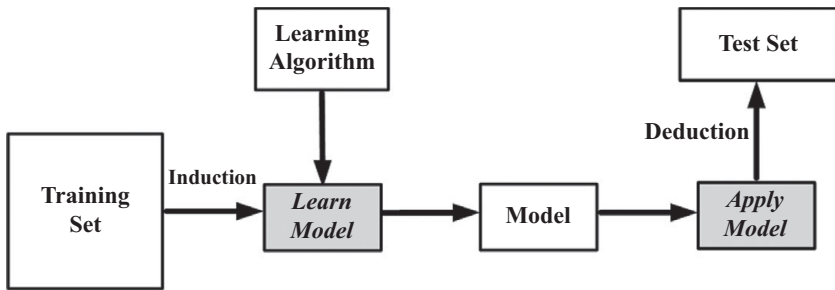 Learning
Algorithm
Test Set
Deduction
Training
Set
Induction
Learn
Model
Model
Apply
Model